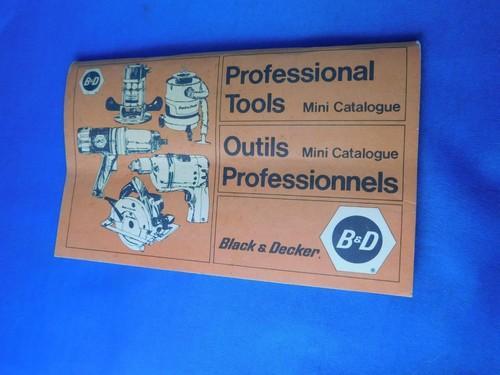 B&D
Professional
Tools Mini Catalogue
Outils Mini Catalogue
Professionnels
Black & Decker.
B&D
®